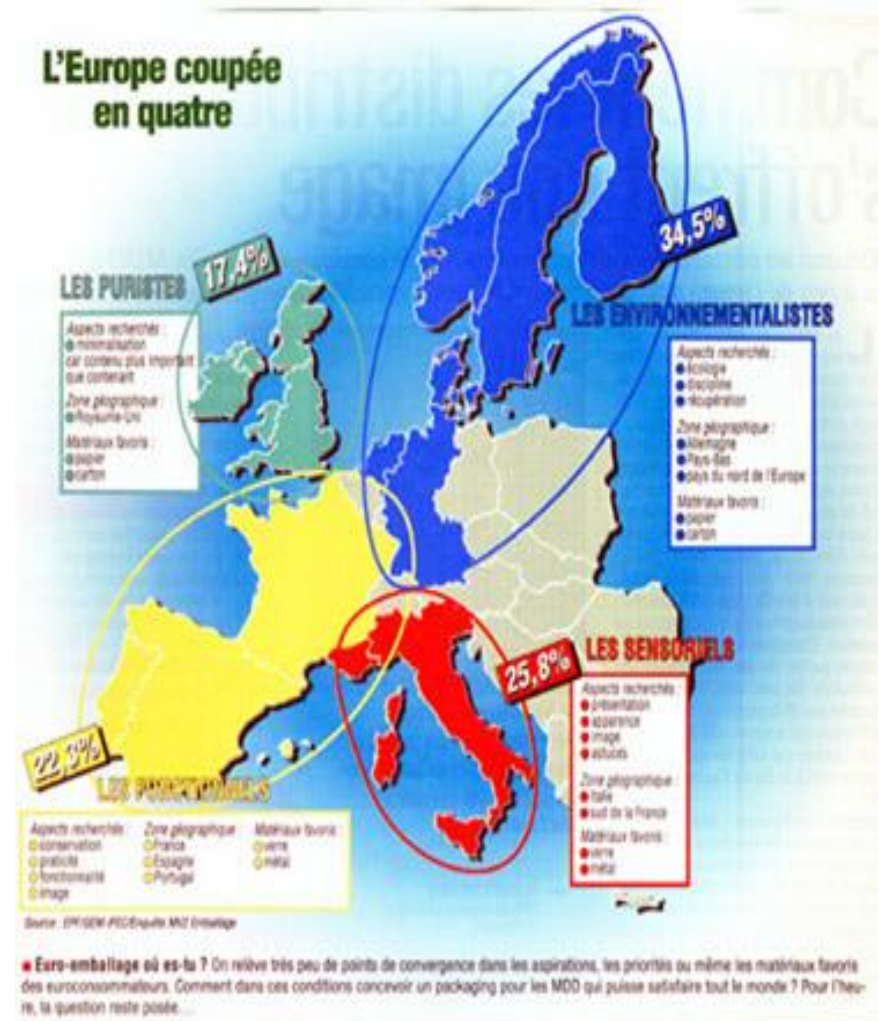 L'Europe coupée
en quatre
34,5%
17,4%
LES PURISTES
Aspects recherchés :
minimalisation
car contenu plus important
que contenant
Zone géographique :
Royaume-Uni
Matériaux favoris :
papier
carton
LES ENVIRONNEMENTALISTES
Aspects recherchés :
écologie
discipline
récupération
Zone géographique :
Allemagne
Pays-Bas
pays du nord de l'Europe
Matériaux favoris :
papier
carton
25,8%
LES SENSORIELS
Aspects recherchés :
présentation
apparence
image
astuces
Zone géographique :
Italie
sud de la France
Matériaux favoris :
verre
métal
22,3%
LES
Aspects recherchés :
conservation
praticité
fonctionnalité
image
Zone géographique :
France
Espagne
Portugal
Matériaux favoris :
verre
métal
Source : Emballage
Euro-emballage où es-tu ? On relève très peu de points de convergence dans les aspirations, les priorités ou même les matériaux favoris
des euroconsommateurs. Comment dans ces conditions concevoir un packaging pour les MDD qui puisse satisfaire tout le monde ? Pour l'heu-
re, la question reste posée...